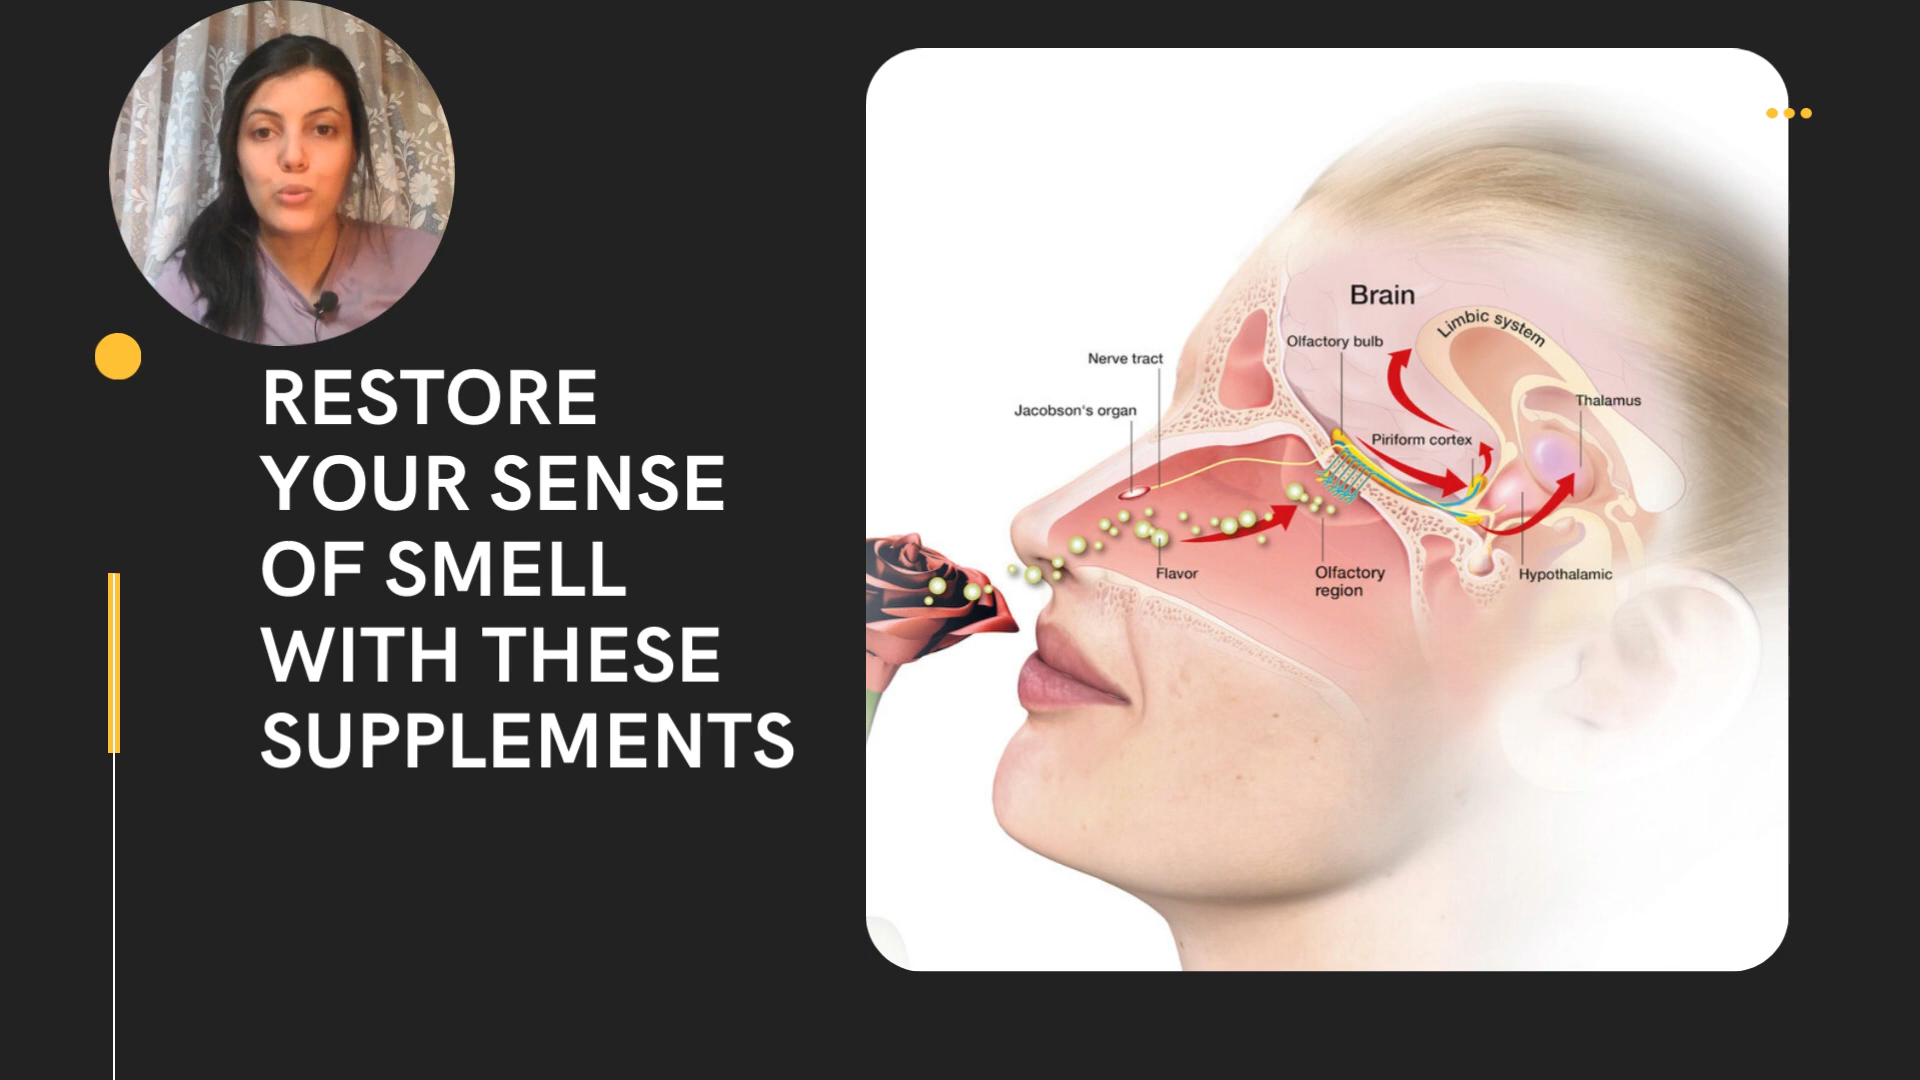 RESTORE
YOUR SENSE
OF SMELL
WITH THESE
SUPPLEMENTS
Brain
Limbic system
Olfactory bulb
Nerve tract
Thalamus
Jacobson's organ
Piriform cortex
Flavor
Olfactory
region
Hypothalamic